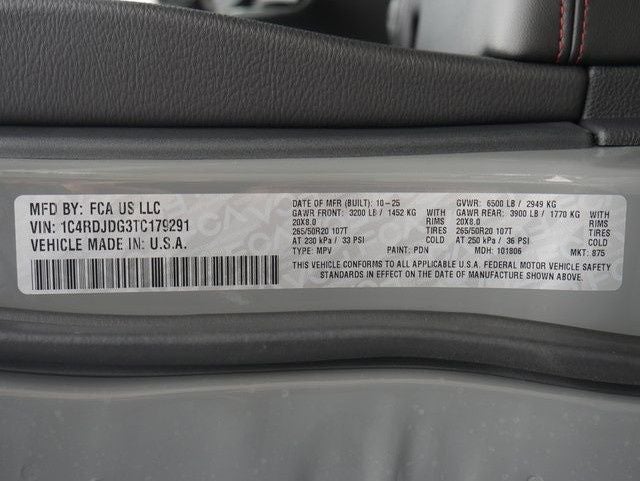 MFD BY: FCA US LLC
VIN: 1C4RDJDG3TC179291
VEHICLE MADE IN U.S.A.
DATE OF MFR (BUILT): 10-25 GVWR: 6500 LB / 2949 KG
GAWR FRONT: 3200 LB / 1452 KG WITH GAWR REAR: 3900 LB / 1770 KG WITH
20X8.0 RIMS 20X8.0 RIMS
265/50R20 107T TIRES 265/50R20 107T TIRES
AT 230 kPa / 33 PSI COLD AT 250 kPa / 36 PSI COLD
TYPE: MPV PAINT: PDN MDH: 101806 MKT: 875
THIS VEHICLE CONFORMS TO ALL APPLICABLE U.S.A. FEDERAL MOTOR VEHICLE SAFETY
STANDARDS IN EFFECT ON THE DATE OF MANUFACTURE SHOWN ABOVE.